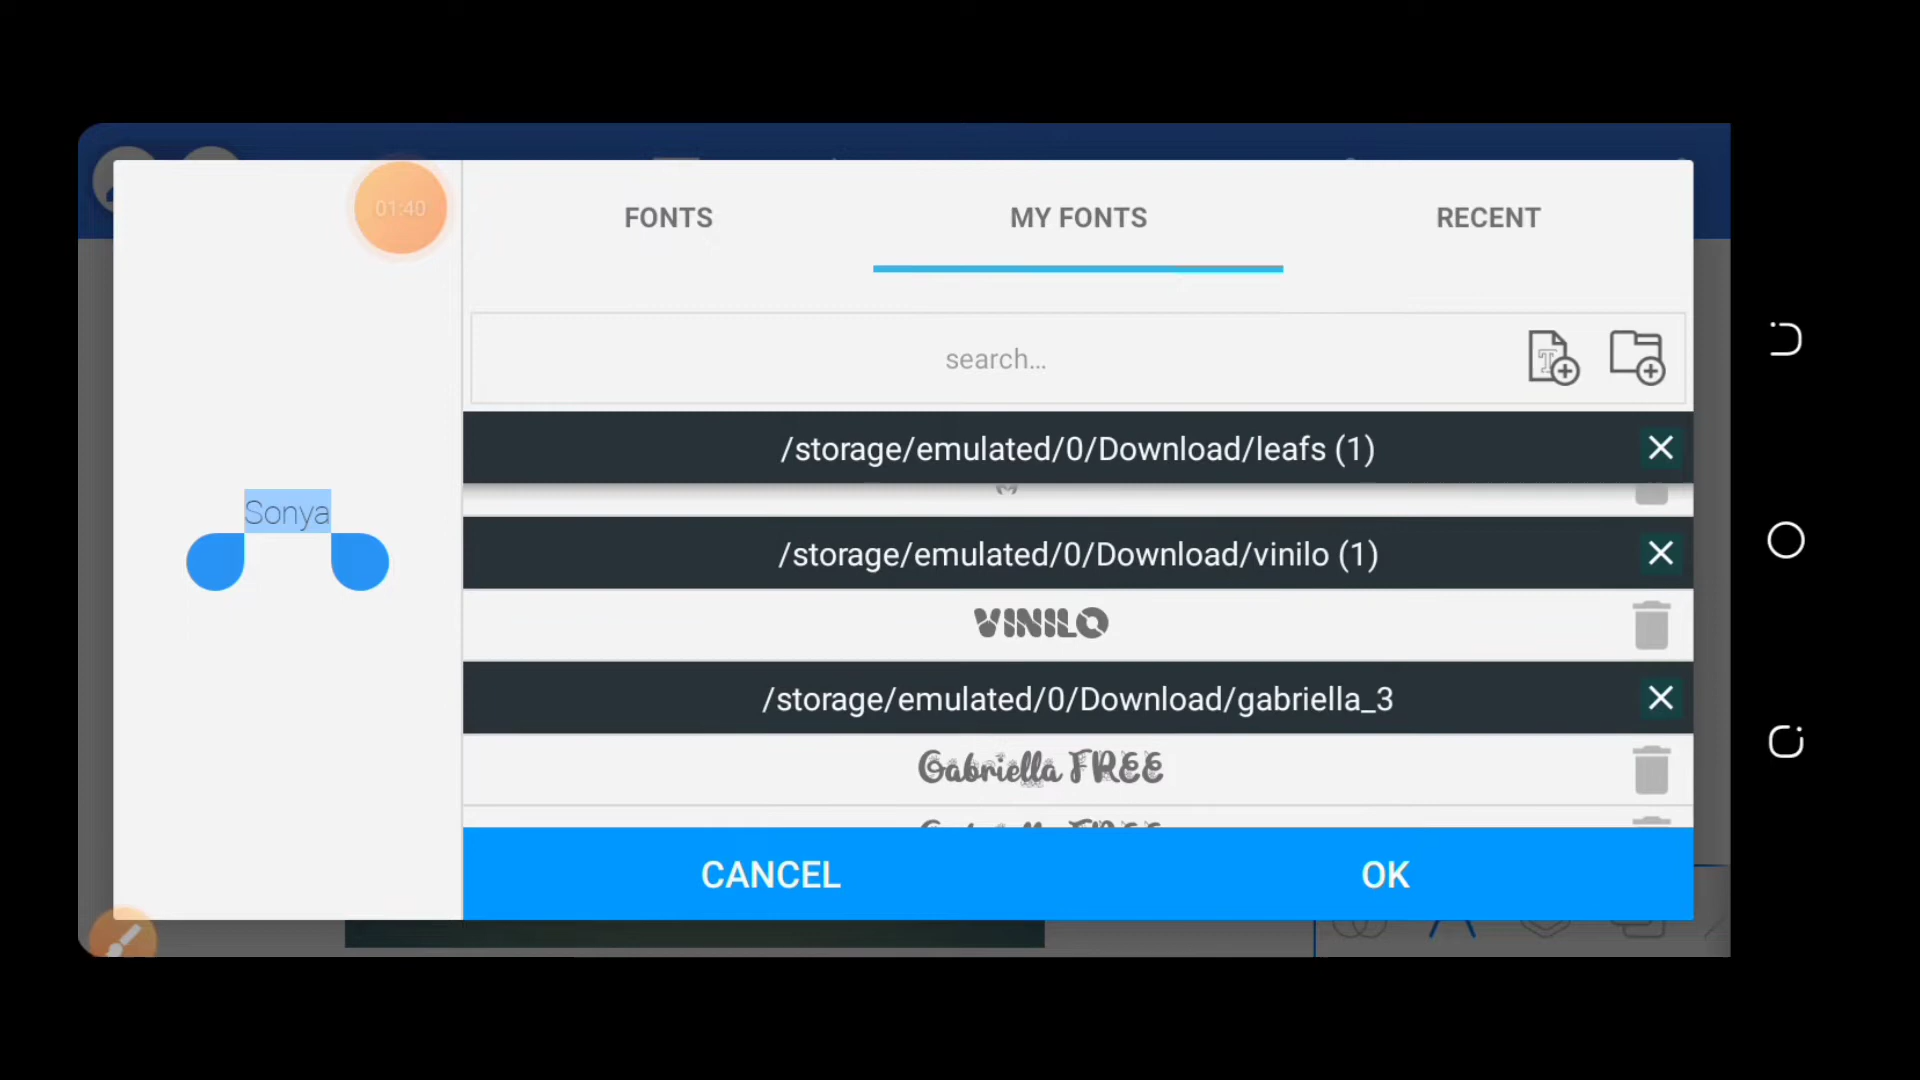 01:40
FONTS
MY FONTS
RECENT
search...
/storage/emulated/0/Download/leafs (1)
Sonya
/storage/emulated/0/Download/vinilo (1)
VINILO
/storage/emulated/0/Download/gabriella_3
Gabriella FREE
CANCEL
OK